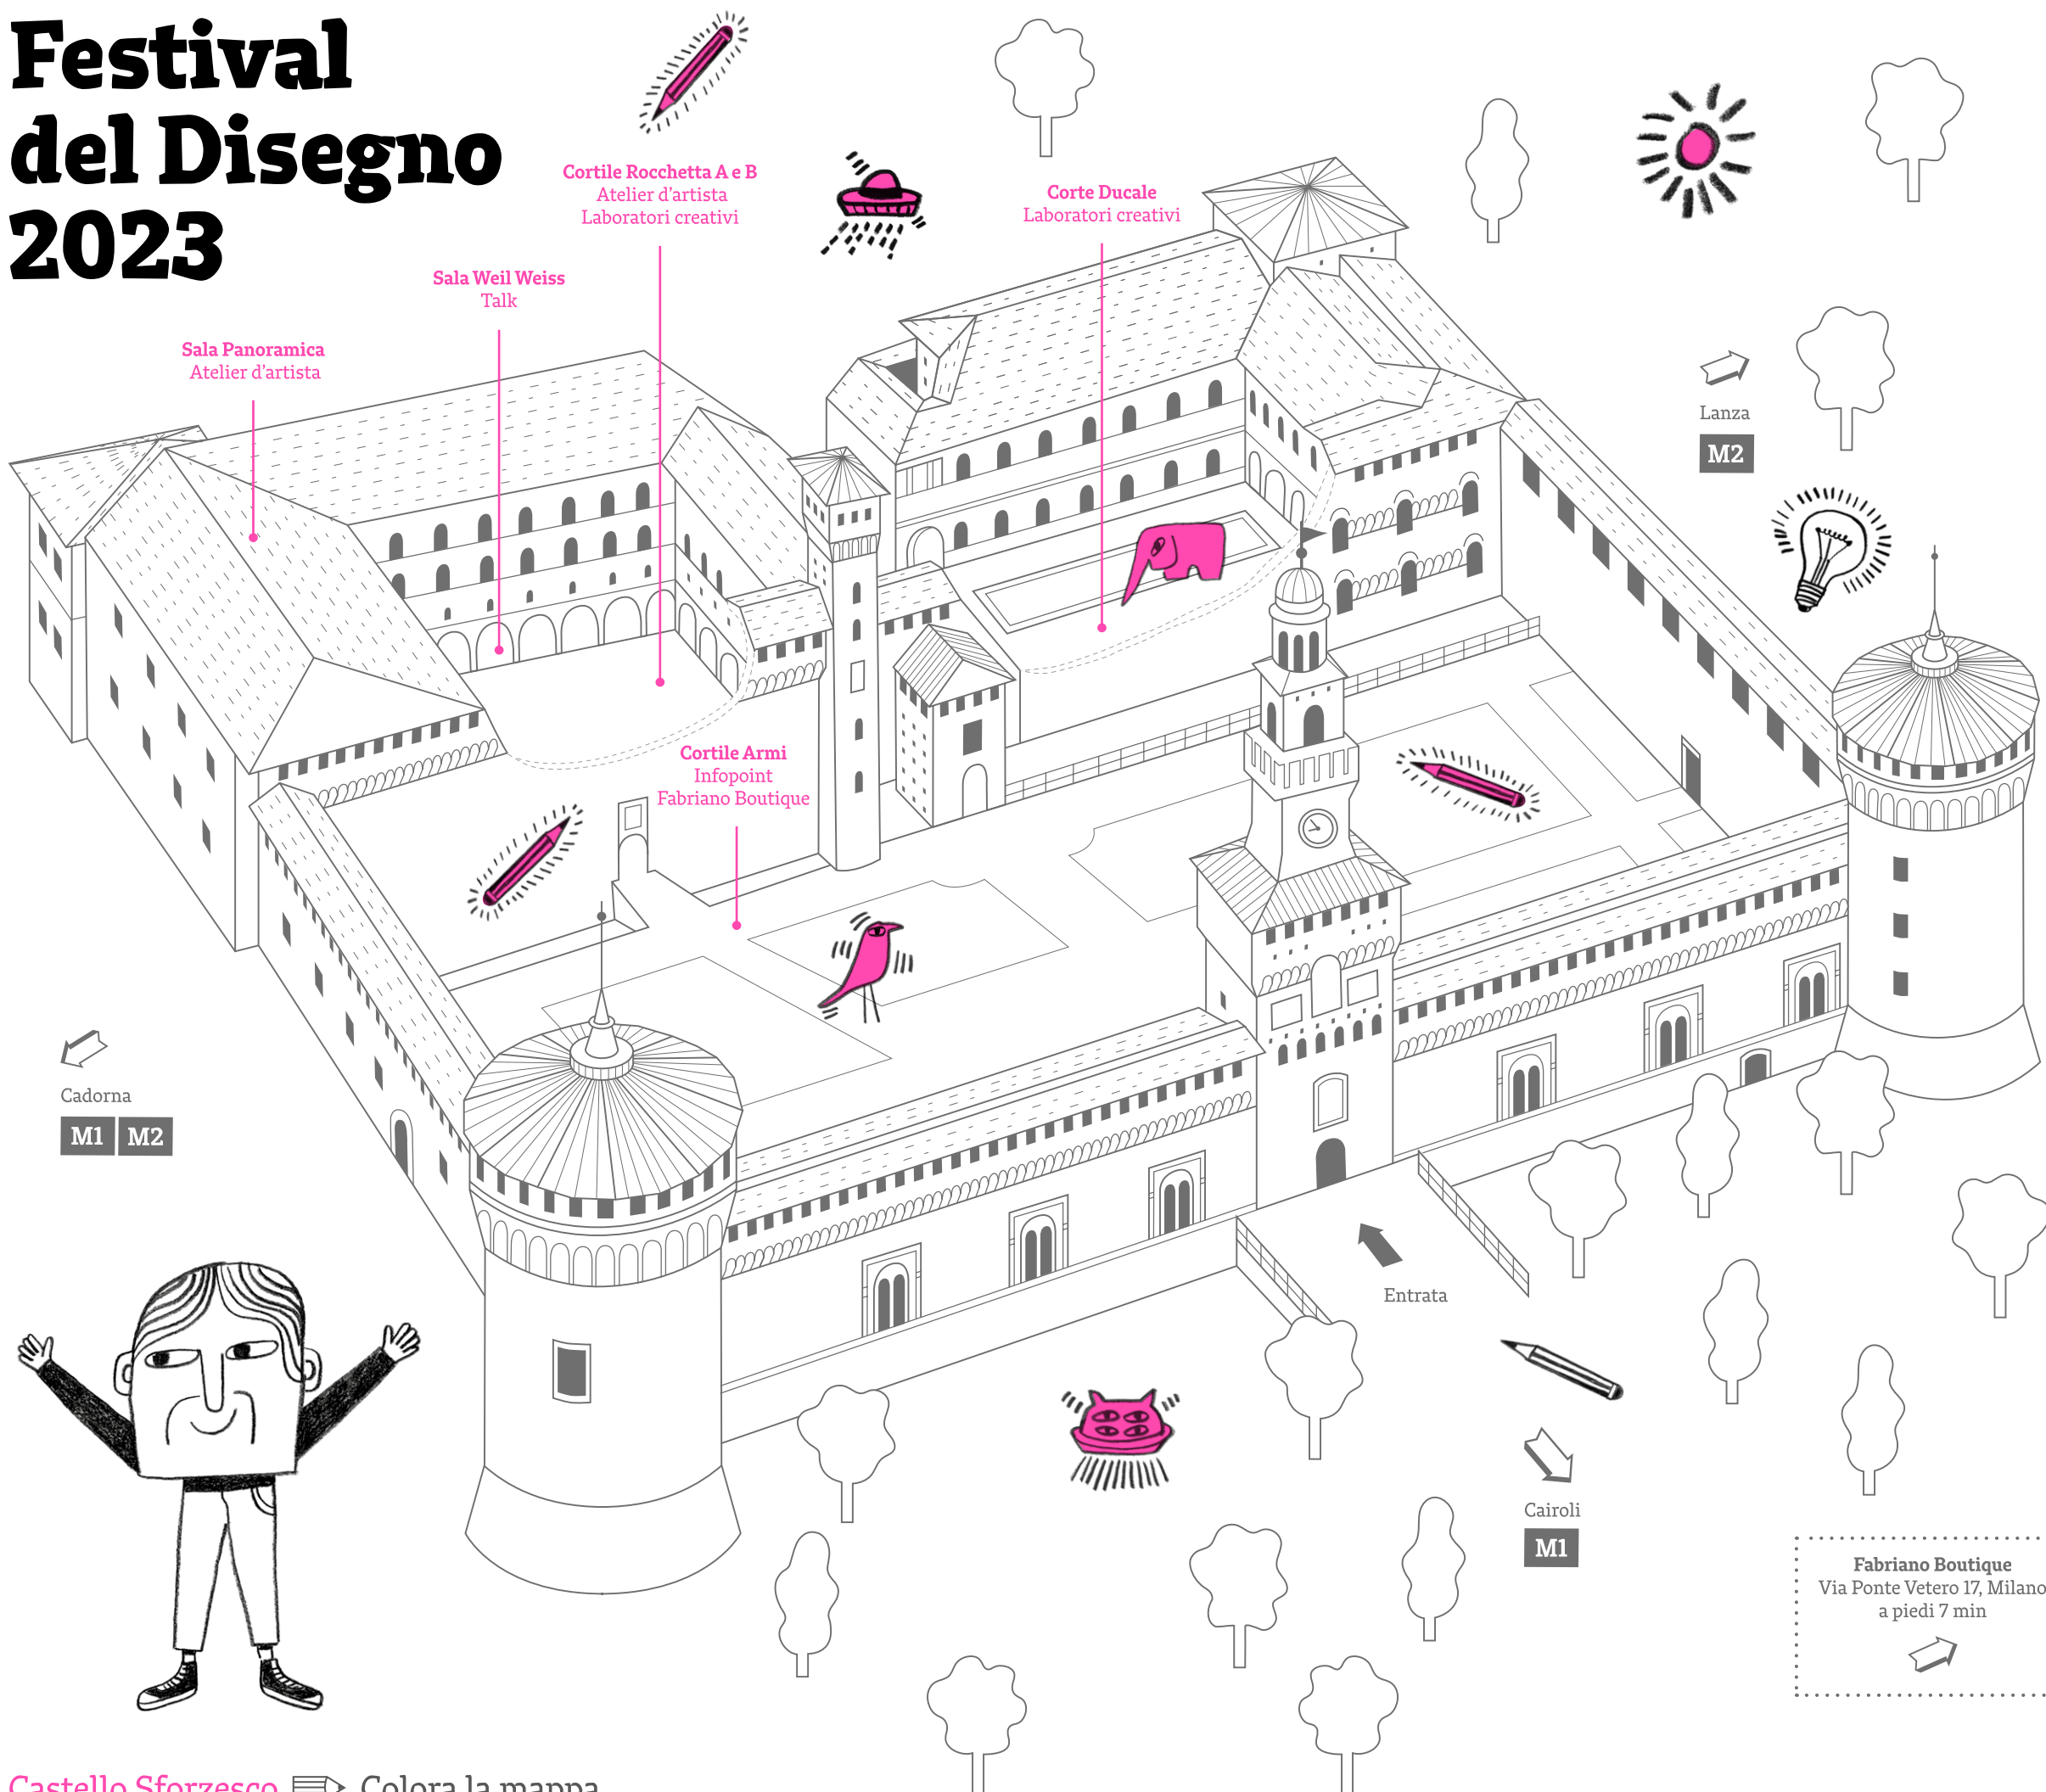 Festival
del Disegno
2023
Cortile Rocchetta A e B
Atelier d’artista
Laboratori creativi
Corte Ducale
Laboratori creativi
Sala Weil Weiss
Talk
Sala Panoramica
Atelier d’artista
Lanza
M2
Cortile Armi
Infopoint
Fabriano Boutique
Cadorna
M1 M2
Entrata
Cairoli
M1
Fabriano Boutique
Via Ponte Vetero 17, Milano
a piedi 7 min
Castello Sforzesco Colora la mappa